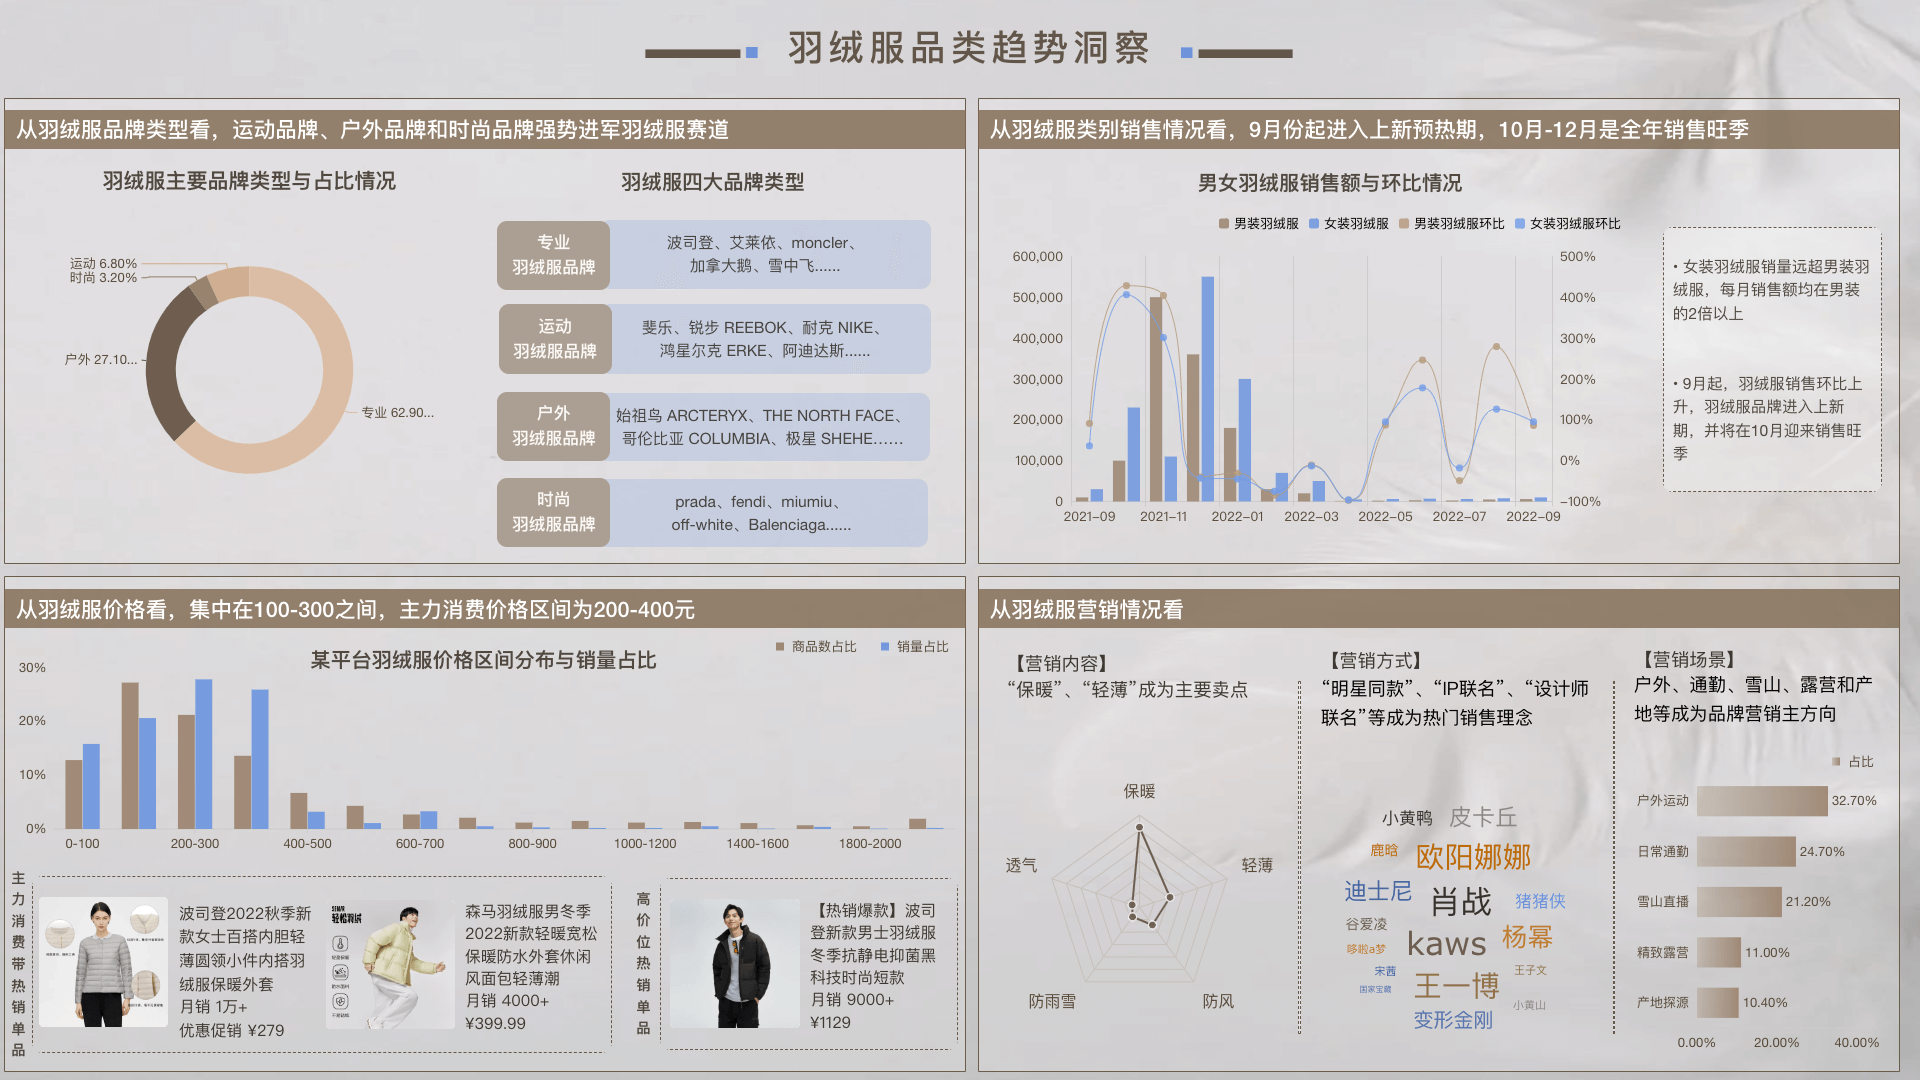 羽绒服品类趋势洞察
从羽绒服品牌类型看，运动品牌、户外品牌和时尚品牌强势进军羽绒服赛道
羽绒服主要品牌类型与占比情况
运动 6.80%
时尚 3.20%
户外 27.10...
专业 62.90...
羽绒服四大品牌类型
专业
羽绒服品牌
波司登、艾莱依、moncler、
加拿大鹅、雪中飞......
运动
羽绒服品牌
斐乐、锐步 REEBOK、耐克 NIKE、
鸿星尔克 ERKE、阿迪达斯......
户外
羽绒服品牌
始祖鸟 ARCTERYX、THE NORTH FACE、
哥伦比亚 COLUMBIA、极星 SHEHE……
时尚
羽绒服品牌
prada、fendi、miumiu、
off-white、Balenciaga......
从羽绒服类别销售情况看，9月份起进入上新预热期，10月-12月是全年销售旺季
男女羽绒服销售额与环比情况
男装羽绒服 女装羽绒服 男装羽绒服环比 女装羽绒服环比
600,000 500%
500,000 400%
400,000 300%
300,000 200%
200,000 100%
100,000 0%
0 –100%
2021–09 2021–11 2022–01 2022–03 2022–05 2022–07 2022–09
• 女装羽绒服销量远超男装羽
绒服，每月销售额均在男装
的2倍以上
• 9月起，羽绒服销售环比上
升，羽绒服品牌进入上新
期，并将在10月迎来销售旺
季
从羽绒服价格看，集中在100-300之间，主力消费价格区间为200-400元
某平台羽绒服价格区间分布与销量占比
商品数占比 销量占比
30%
20%
10%
0%
0-100 200-300 400-500 600-700 800-900 1000-1200 1400-1600 1800-2000
主力消费带热销单品
波司登2022秋季新
款女士百搭内胆轻
薄圆领小件内搭羽
绒服保暖外套
月销 1万+
优惠促销 ¥279
轻松羽绒
森马羽绒服男冬季
2022新款轻暖宽松
保暖防水外套休闲
风面包轻薄潮
月销 4000+
¥399.99
高价位热销单品
【热销爆款】波司
登新款男士羽绒服
冬季抗静电抑菌黑
科技时尚短款
月销 9000+
¥1129
从羽绒服营销情况看
【营销内容】
“保暖”、“轻薄”成为主要卖点
保暖
轻薄
防风
防雨雪
透气
【营销方式】
“明星同款”、“IP联名”、“设计师
联名”等成为热门销售理念
小黄鸭 皮卡丘
鹿晗 欧阳娜娜
迪士尼 肖战 猪猪侠
谷爱凌 kaws 杨幂
哆啦a梦
宋茜 王一博 王子文
国家宝藏 小黄山
变形金刚
【营销场景】
户外、通勤、雪山、露营和产
地等成为品牌营销主方向
占比
户外运动 32.70%
日常通勤 24.70%
雪山直播 21.20%
精致露营 11.00%
产地探源 10.40%
0.00% 20.00% 40.00%